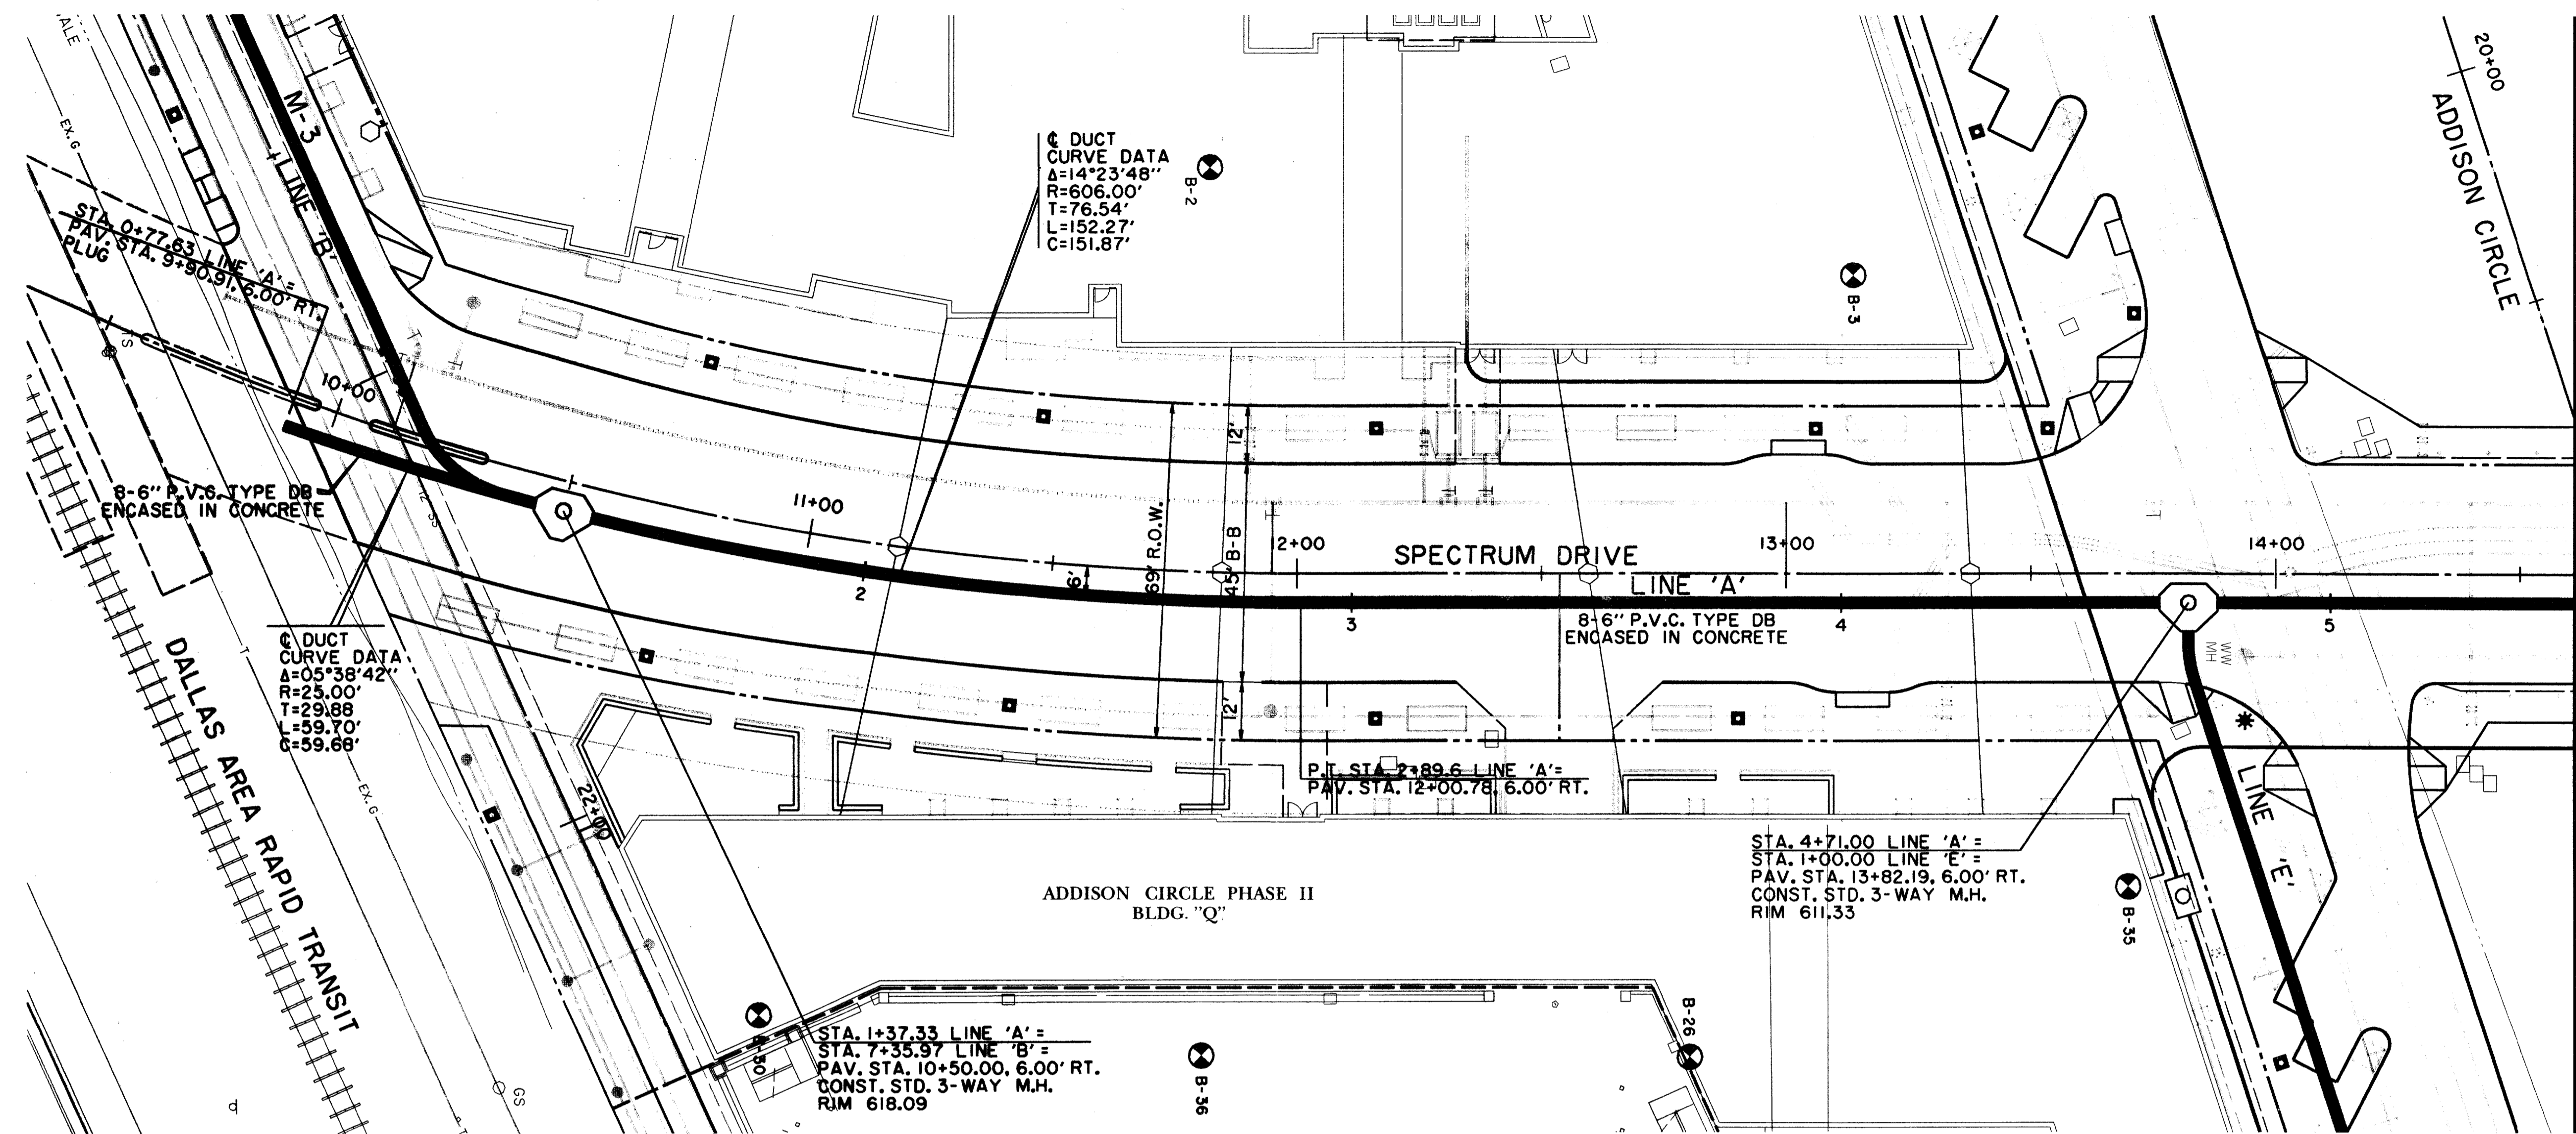 M-3
LINE 'B'
EX. G
STA. 0+77.63 LINE 'A' =
PAV. STA. 9+90.91, 6.00' RT.
PLUG
10+00
8-6" P.V.C. TYPE DB
ENCASED IN CONCRETE
℄ DUCT
CURVE DATA
Δ=05°38'42"
R=25.00'
T=29.88
L=59.70'
C=59.68'
DALLAS AREA RAPID TRANSIT
EX. G
22+00
GS
℄ DUCT
CURVE DATA
Δ=14°23'48"
R=606.00'
T=76.54'
L=152.27'
C=151.87'
B-2
B-3
20+00
ADDISON CIRCLE
11+00
2
6'
69' R.O.W.
12'
45' B-B
12'
12+00
SPECTRUM DRIVE
LINE 'A'
13+00
14+00
3
8-6" P.V.C. TYPE DB
ENCASED IN CONCRETE
4
5
WW
MH
P.T. STA. 2+89.6 LINE 'A'=
PAV. STA. 12+00.78, 6.00' RT.
STA. 4+71.00 LINE 'A' =
STA. 1+00.00 LINE 'E' =
PAV. STA. 13+82.19, 6.00' RT.
CONST. STD. 3-WAY M.H.
RIM 611.33
LINE 'E'
B-35
ADDISON CIRCLE PHASE II
BLDG. "Q"
B-26
B-36
STA. 1+37.33 LINE 'A' =
STA. 7+35.97 LINE 'B' =
PAV. STA. 10+50.00, 6.00' RT.
CONST. STD. 3-WAY M.H.
RIM 618.09